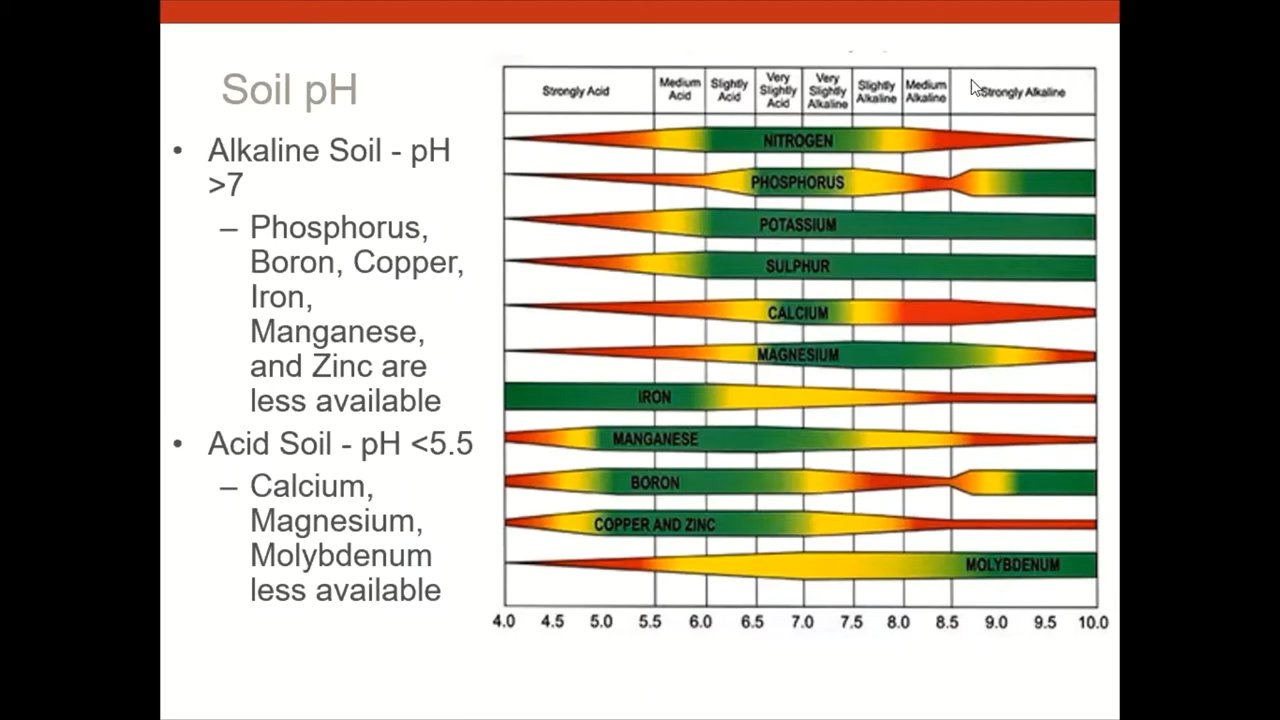 Soil pH
• Alkaline Soil - pH
>7
– Phosphorus,
Boron, Copper,
Iron,
Manganese,
and Zinc are
less available
• Acid Soil - pH <5.5
– Calcium,
Magnesium,
Molybdenum
less available
Strongly Acid
Medium
Acid
Slightly
Acid
Very
Slightly
Acid
Very
Slightly
Alkaline
Slightly
Alkaline
Medium
Alkaline
Strongly Alkaline
NITROGEN
PHOSPHORUS
POTASSIUM
SULPHUR
CALCIUM
MAGNESIUM
IRON
MANGANESE
BORON
COPPER AND ZINC
MOLYBDENUM
4.0 4.5 5.0 5.5 6.0 6.5 7.0 7.5 8.0 8.5 9.0 9.5 10.0